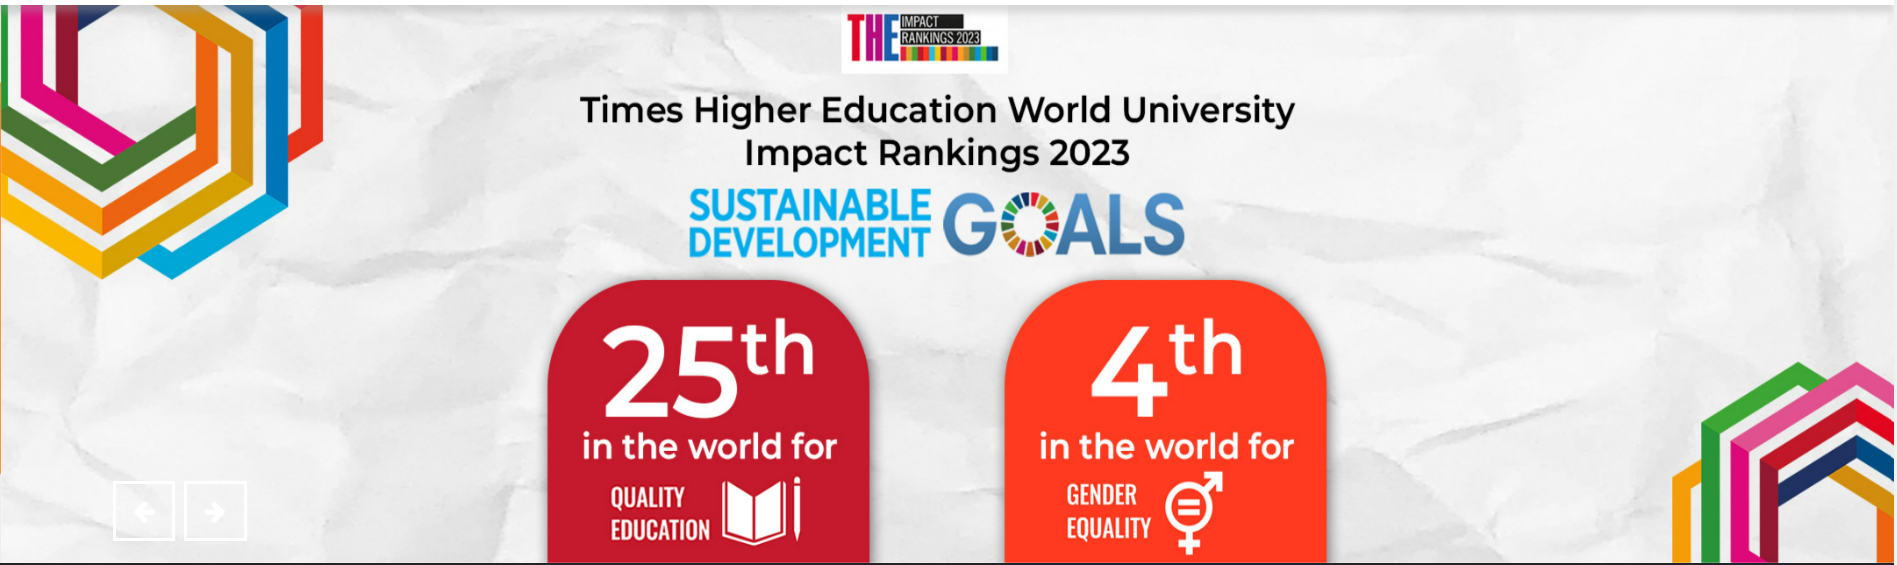 THE IMPACT
RANKINGS 2023
Times Higher Education World University
Impact Rankings 2023
SUSTAINABLE
DEVELOPMENT GOALS
25th
in the world for
QUALITY
EDUCATION
4th
in the world for
GENDER
EQUALITY